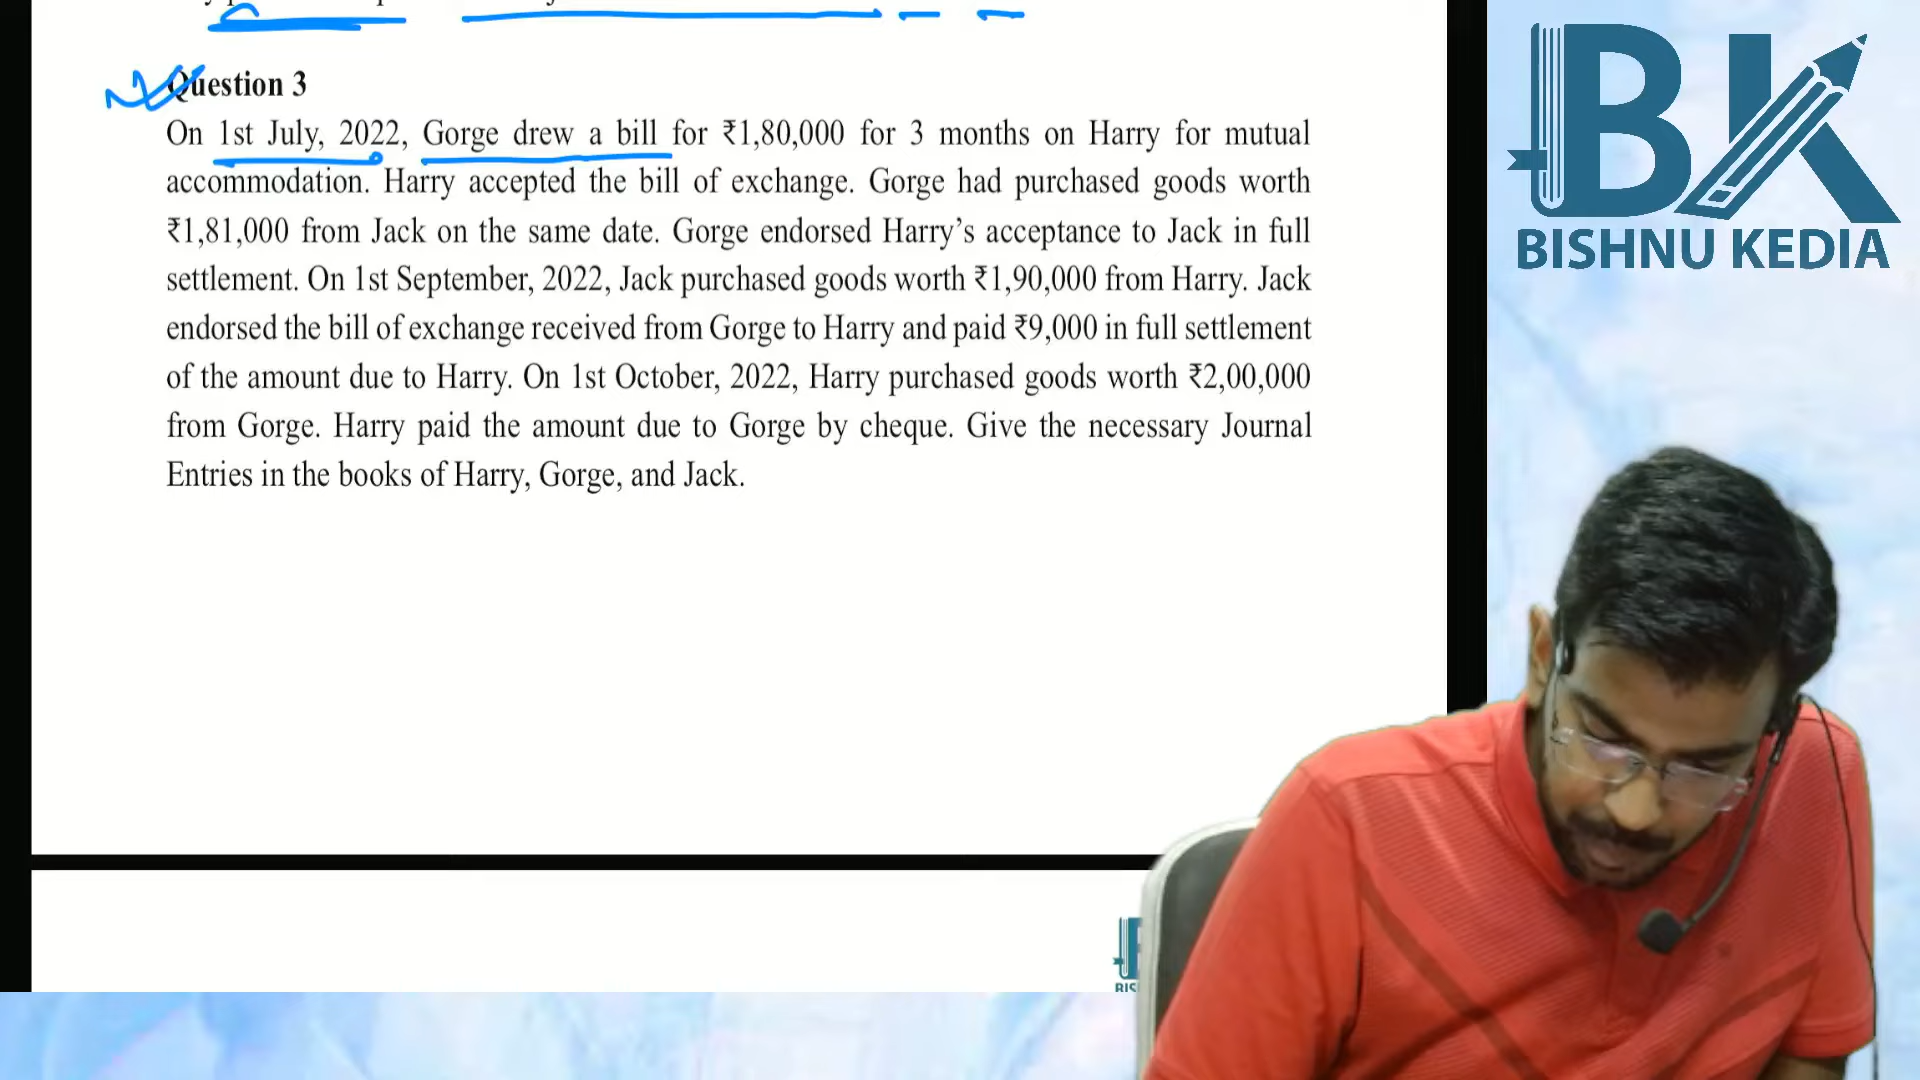 Question 3
On 1st July, 2022, Gorge drew a bill for ₹1,80,000 for 3 months on Harry for mutual
accommodation. Harry accepted the bill of exchange. Gorge had purchased goods worth
₹1,81,000 from Jack on the same date. Gorge endorsed Harry’s acceptance to Jack in full
settlement. On 1st September, 2022, Jack purchased goods worth ₹1,90,000 from Harry. Jack
endorsed the bill of exchange received from Gorge to Harry and paid ₹9,000 in full settlement
of the amount due to Harry. On 1st October, 2022, Harry purchased goods worth ₹2,00,000
from Gorge. Harry paid the amount due to Gorge by cheque. Give the necessary Journal
Entries in the books of Harry, Gorge, and Jack.
BK
BISHNU KEDIA